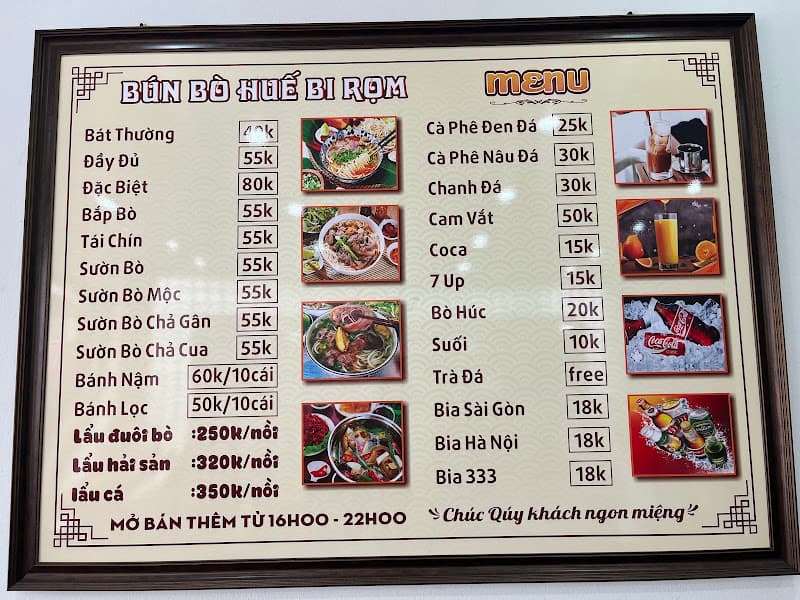 BÚN BÒ HUẾ BI RỌM
Bát Thường 40k
Đầy Đủ 55k
Đặc Biệt 80k
Bắp Bò 55k
Tái Chín 55k
Sườn Bò 55k
Sườn Bò Mộc 55k
Sườn Bò Chả Gân 55k
Sườn Bò Chả Cua 55k
Bánh Nậm 60k/10cái
Bánh Lọc 50k/10cái
Lẩu đuôi bò :250k/nồi
Lẩu hải sản :320k/nồi
lẩu cá :350k/nồi
MỞ BÁN THÊM TỪ 16H00 - 22H00
MENU
Cà Phê Đen Đá 25k
Cà Phê Nâu Đá 30k
Chanh Đá 30k
Cam Vắt 50k
Coca 15k
7 Up 15k
Bò Húc 20k
Suối 10k
Trà Đá free
Bia Sài Gòn 18k
Bia Hà Nội 18k
Bia 333 18k
Chúc Qúy khách ngon miệng
Coca-Cola